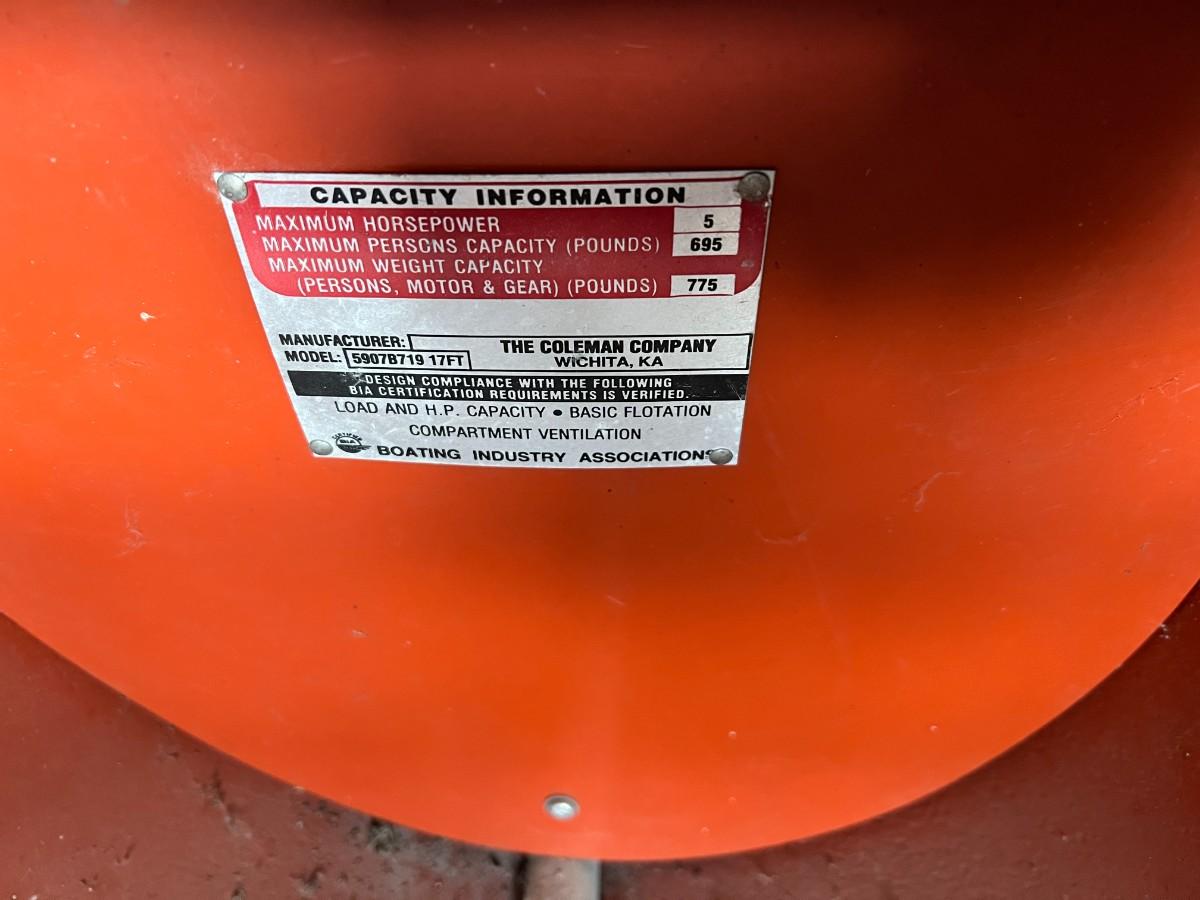 CAPACITY INFORMATION
MAXIMUM HORSEPOWER 5
MAXIMUM PERSONS CAPACITY (POUNDS) 695
MAXIMUM WEIGHT CAPACITY
(PERSONS, MOTOR & GEAR) (POUNDS) 775
MANUFACTURER: THE COLEMAN COMPANY
MODEL: 5907B719 17FT WICHITA, KA
DESIGN COMPLIANCE WITH THE FOLLOWING
BIA CERTIFICATION REQUIREMENTS IS VERIFIED.
LOAD AND H.P. CAPACITY • BASIC FLOTATION
COMPARTMENT VENTILATION
CERTIFIED
BIA
BOATING INDUSTRY ASSOCIATIONS